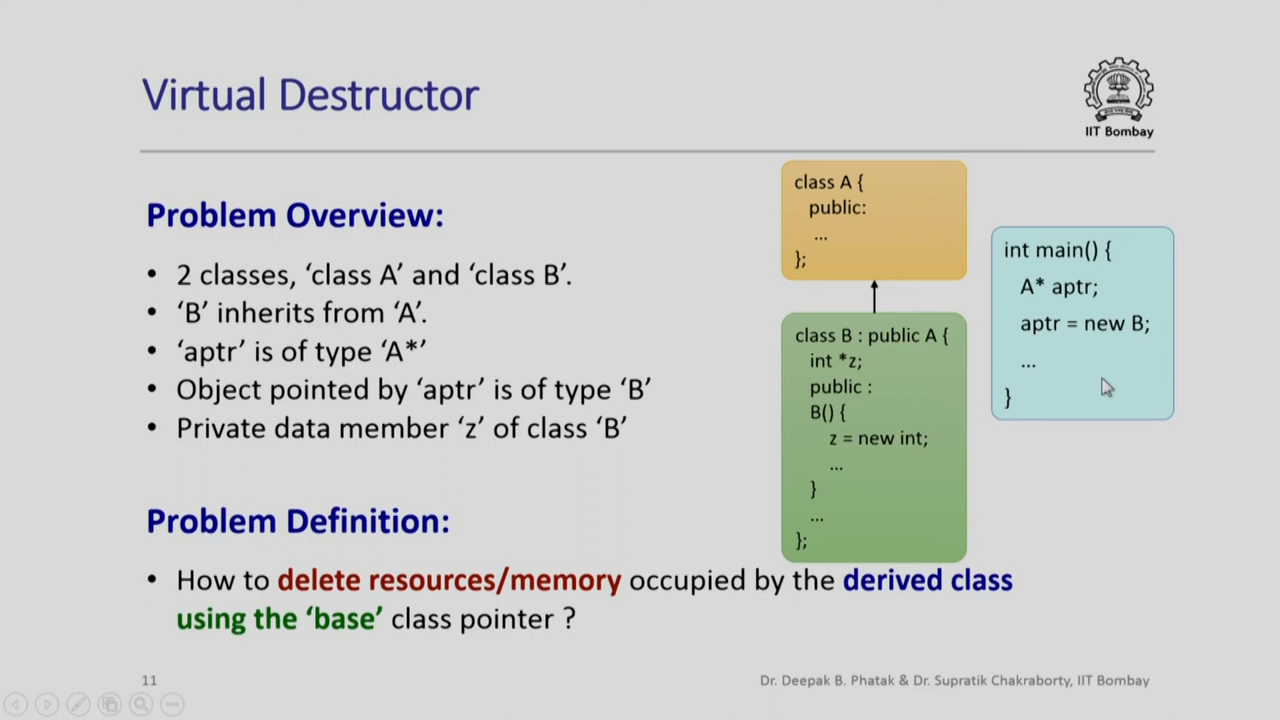 Virtual Destructor
IIT Bombay
Problem Overview:
• 2 classes, ‘class A’ and ‘class B’.
• ‘B’ inherits from ‘A’.
• ‘aptr’ is of type ‘A*’
• Object pointed by ‘aptr’ is of type ‘B’
• Private data member ‘z’ of class ‘B’
class A {
public:
...
};
class B : public A {
int *z;
public :
B() {
z = new int;
...
}
...
};
int main() {
A* aptr;
aptr = new B;
...
}
Problem Definition:
• How to delete resources/memory occupied by the derived class
using the ‘base’ class pointer ?
11
Dr. Deepak B. Phatak & Dr. Supratik Chakraborty, IIT Bombay